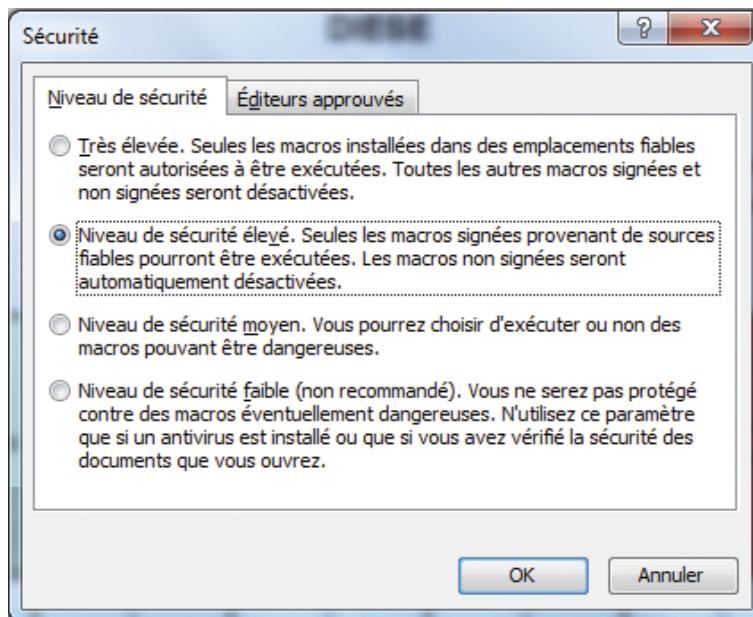 DIESE
Sécurité
Niveau de sécurité
Éditeurs approuvés
Très élevée. Seules les macros installées dans des emplacements fiables
seront autorisées à être exécutées. Toutes les autres macros signées et
non signées seront désactivées.
Niveau de sécurité élevé. Seules les macros signées provenant de sources
fiables pourront être exécutées. Les macros non signées seront
automatiquement désactivées.
Niveau de sécurité moyen. Vous pourrez choisir d'exécuter ou non des
macros pouvant être dangereuses.
Niveau de sécurité faible (non recommandé). Vous ne serez pas protégé
contre des macros éventuellement dangereuses. N'utilisez ce paramètre
que si un antivirus est installé ou que si vous avez vérifié la sécurité des
documents que vous ouvrez.
OK
Annuler